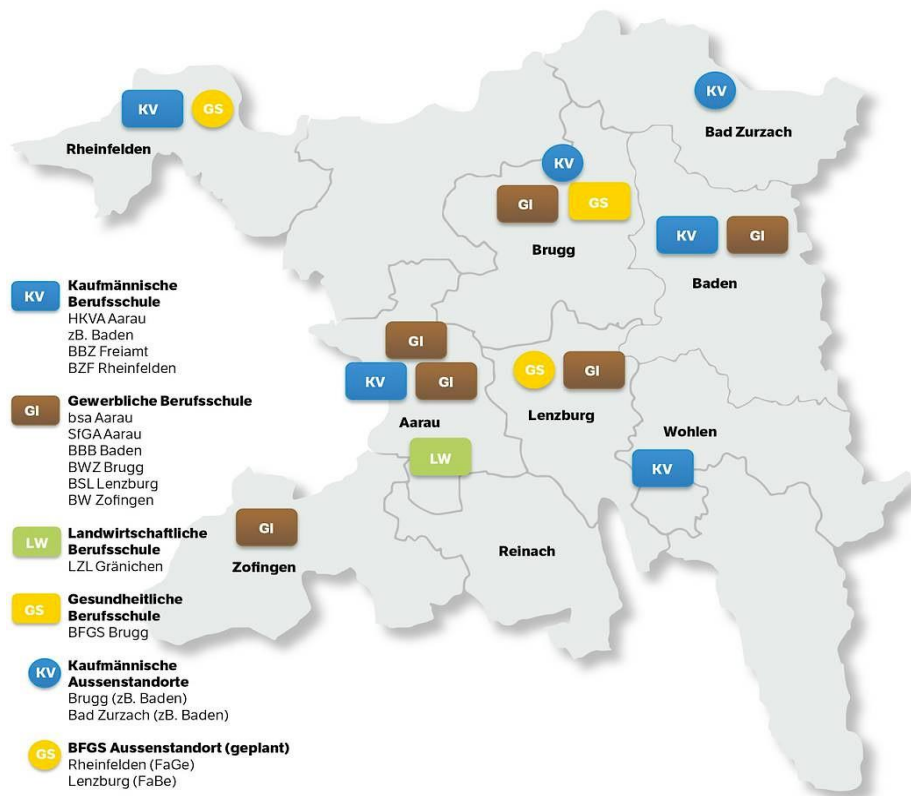 KV
GS
Rheinfelden
KV
Bad Zurzach
KV
GI
GS
Brugg
KV
GI
Baden
GI
KV
GI
Aarau
GS
GI
Lenzburg
Wohlen
KV
LW
GI
Zofingen
Reinach
KV
Kaufmännische
Berufsschule
HKVA Aarau
zB. Baden
BBZ Freiamt
BZF Rheinfelden
GI
Gewerbliche Berufsschule
bsa Aarau
SfGA Aarau
BBB Baden
BWZ Brugg
BSL Lenzburg
BW Zofingen
LW
Landwirtschaftliche
Berufsschule
LZL Gränichen
GS
Gesundheitliche
Berufsschule
BFGS Brugg
KV
Kaufmännische
Aussenstandorte
Brugg (zB. Baden)
Bad Zurzach (zB. Baden)
GS
BFGS Aussenstandort (geplant)
Rheinfelden (FaGe)
Lenzburg (FaBe)